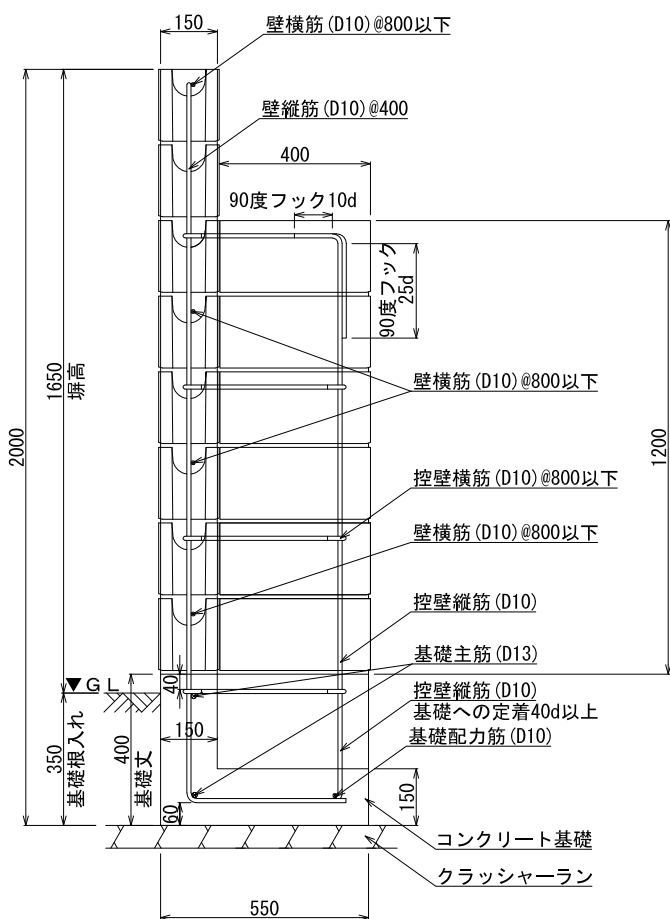 150
壁横筋(D10)@800以下
壁縦筋(D10)@400
400
90度フック10d
90度フック
25d
1650
塀高
2000
壁横筋(D10)@800以下
1200
控壁横筋(D10)@800以下
壁横筋(D10)@800以下
控壁縦筋(D10)
基礎主筋(D13)
▼GL
40
控壁縦筋(D10)
基礎への定着40d以上
基礎配力筋(D10)
350
基礎根入れ
400
基礎丈
150
60
150
コンクリート基礎
クラッシャーラン
550